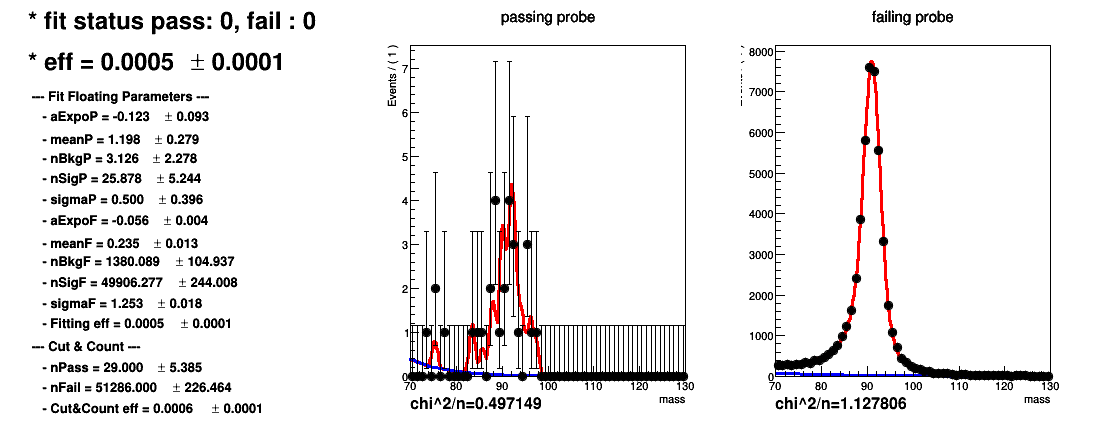 * fit status pass: 0, fail : 0
* eff = 0.0005 ± 0.0001
--- Fit Floating Parameters ---
- aExpoP = -0.123 ± 0.093
- meanP = 1.198 ± 0.279
- nBkgP = 3.126 ± 2.278
- nSigP = 25.878 ± 5.244
- sigmaP = 0.500 ± 0.396
- aExpoF = -0.056 ± 0.004
- meanF = 0.235 ± 0.013
- nBkgF = 1380.089 ± 104.937
- nSigF = 49906.277 ± 244.008
- sigmaF = 1.253 ± 0.018
- Fitting eff = 0.0005 ± 0.0001
--- Cut & Count ---
- nPass = 29.000 ± 5.385
- nFail = 51286.000 ± 226.464
- Cut&Count eff = 0.0006 ± 0.0001
passing probe
Events / ( 1 )
7
6
5
4
3
2
1
0
70 80 90 100 110 120 130
mass
chi^2/n=0.497149
failing probe
8000
7000
6000
5000
4000
3000
2000
1000
0
70 80 90 100 110 120 130
mass
chi^2/n=1.127806